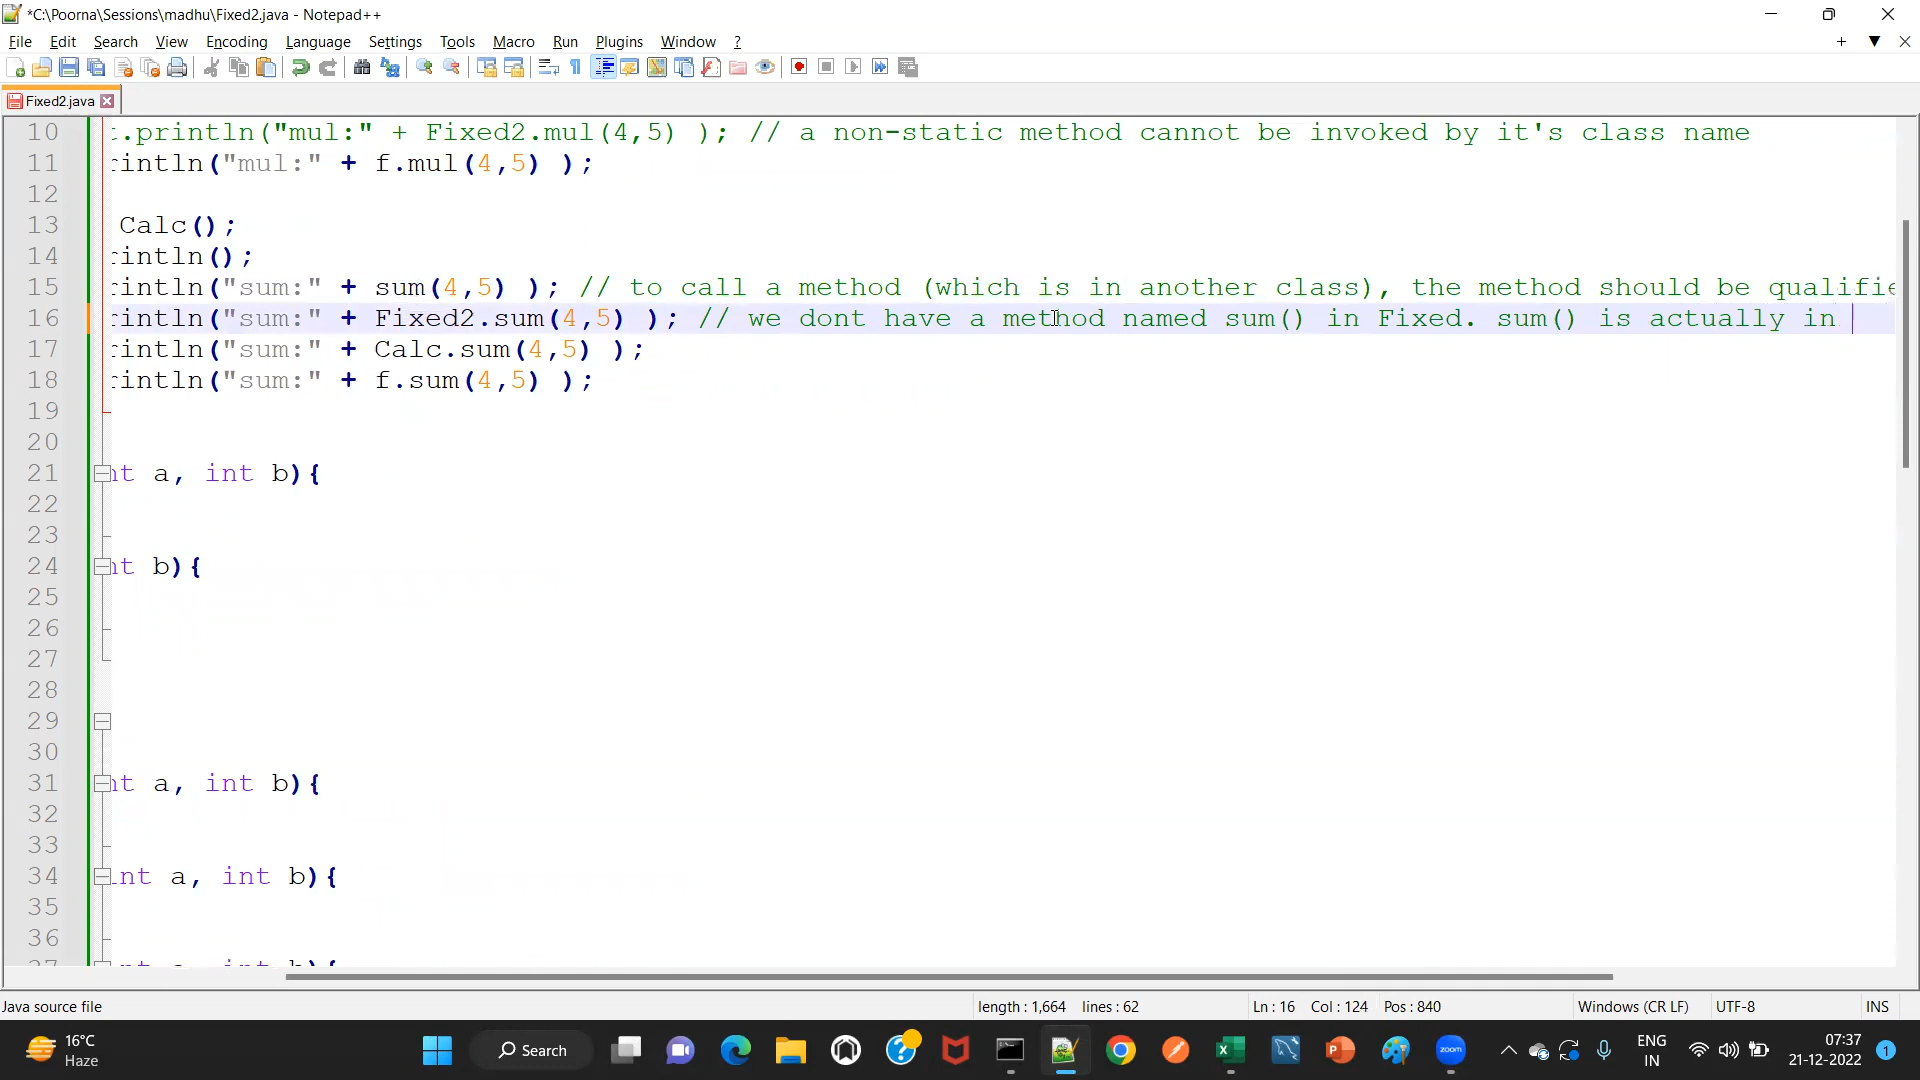 *C:\Poorna\Sessions\madhu\Fixed2.java - Notepad++
File Edit Search View Encoding Language Settings Tools Macro Run Plugins Window ?
Fixed2.java
10 .println("mul:" + Fixed2.mul(4,5) ); // a non-static method cannot be invoked by it's class name
11 intln("mul:" + f.mul(4,5) );
12
13 Calc();
14 intln();
15 intln("sum:" + sum(4,5) ); // to call a method (which is in another class), the method should be qualifie
16 intln("sum:" + Fixed2.sum(4,5) ); // we dont have a method named sum() in Fixed. sum() is actually in
17 intln("sum:" + Calc.sum(4,5) );
18 intln("sum:" + f.sum(4,5) );
19
20
21 nt a, int b){
22
23
24 nt b){
25
26
27
28
29
30
31 nt a, int b){
32
33
34 int a, int b){
35
36
Java source file length : 1,664 lines : 62 Ln : 16 Col : 124 Pos : 840 Windows (CR LF) UTF-8 INS
16°C
Haze
Search
zoom
ENG
IN
07:37
21-12-2022
1